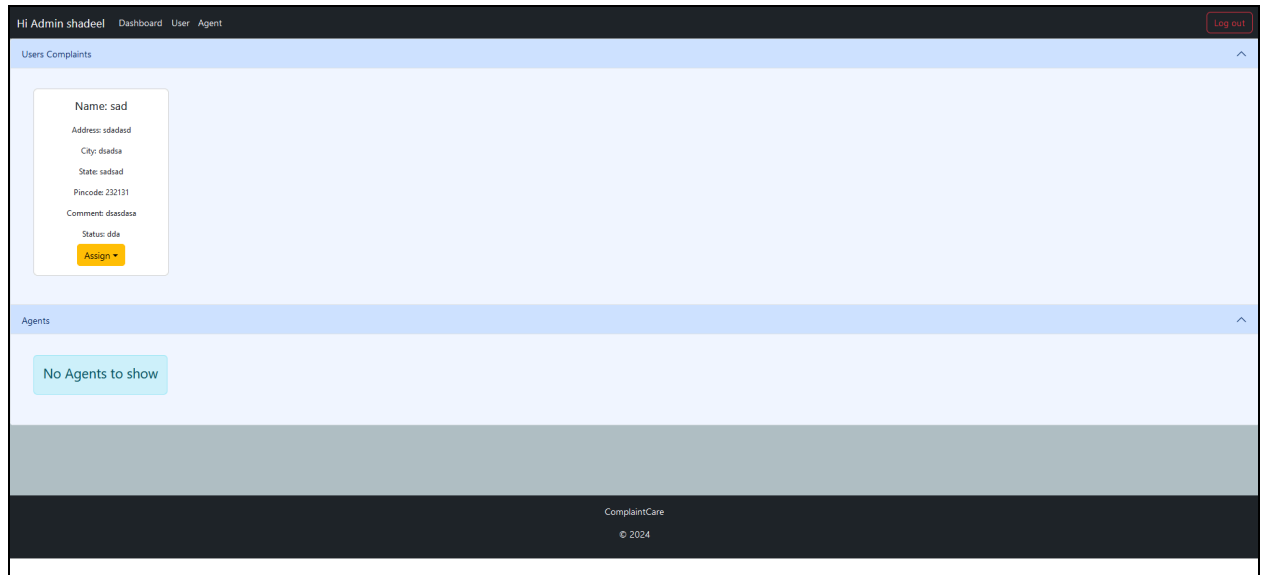 Hi Admin shadeel Dashboard User Agent Log out
Users Complaints
Name: sad
Address: sdadasd
City: dsadsa
State: sadsad
Pincode: 232131
Comment: dsasdasa
Status: dda
Assign
Agents
No Agents to show
ComplaintCare
© 2024